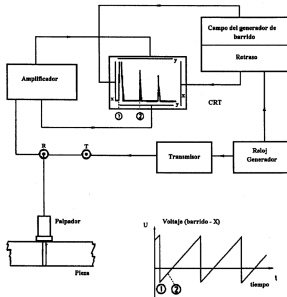 Campo del generador de
barrido
Retraso
Amplificador
y
x
x
y
CRT
1
2
R
T
Transmisor
Reloj
Generador
Palpador
Pieza
U
Voltaje (barrido - X)
t
tiempo
1
2